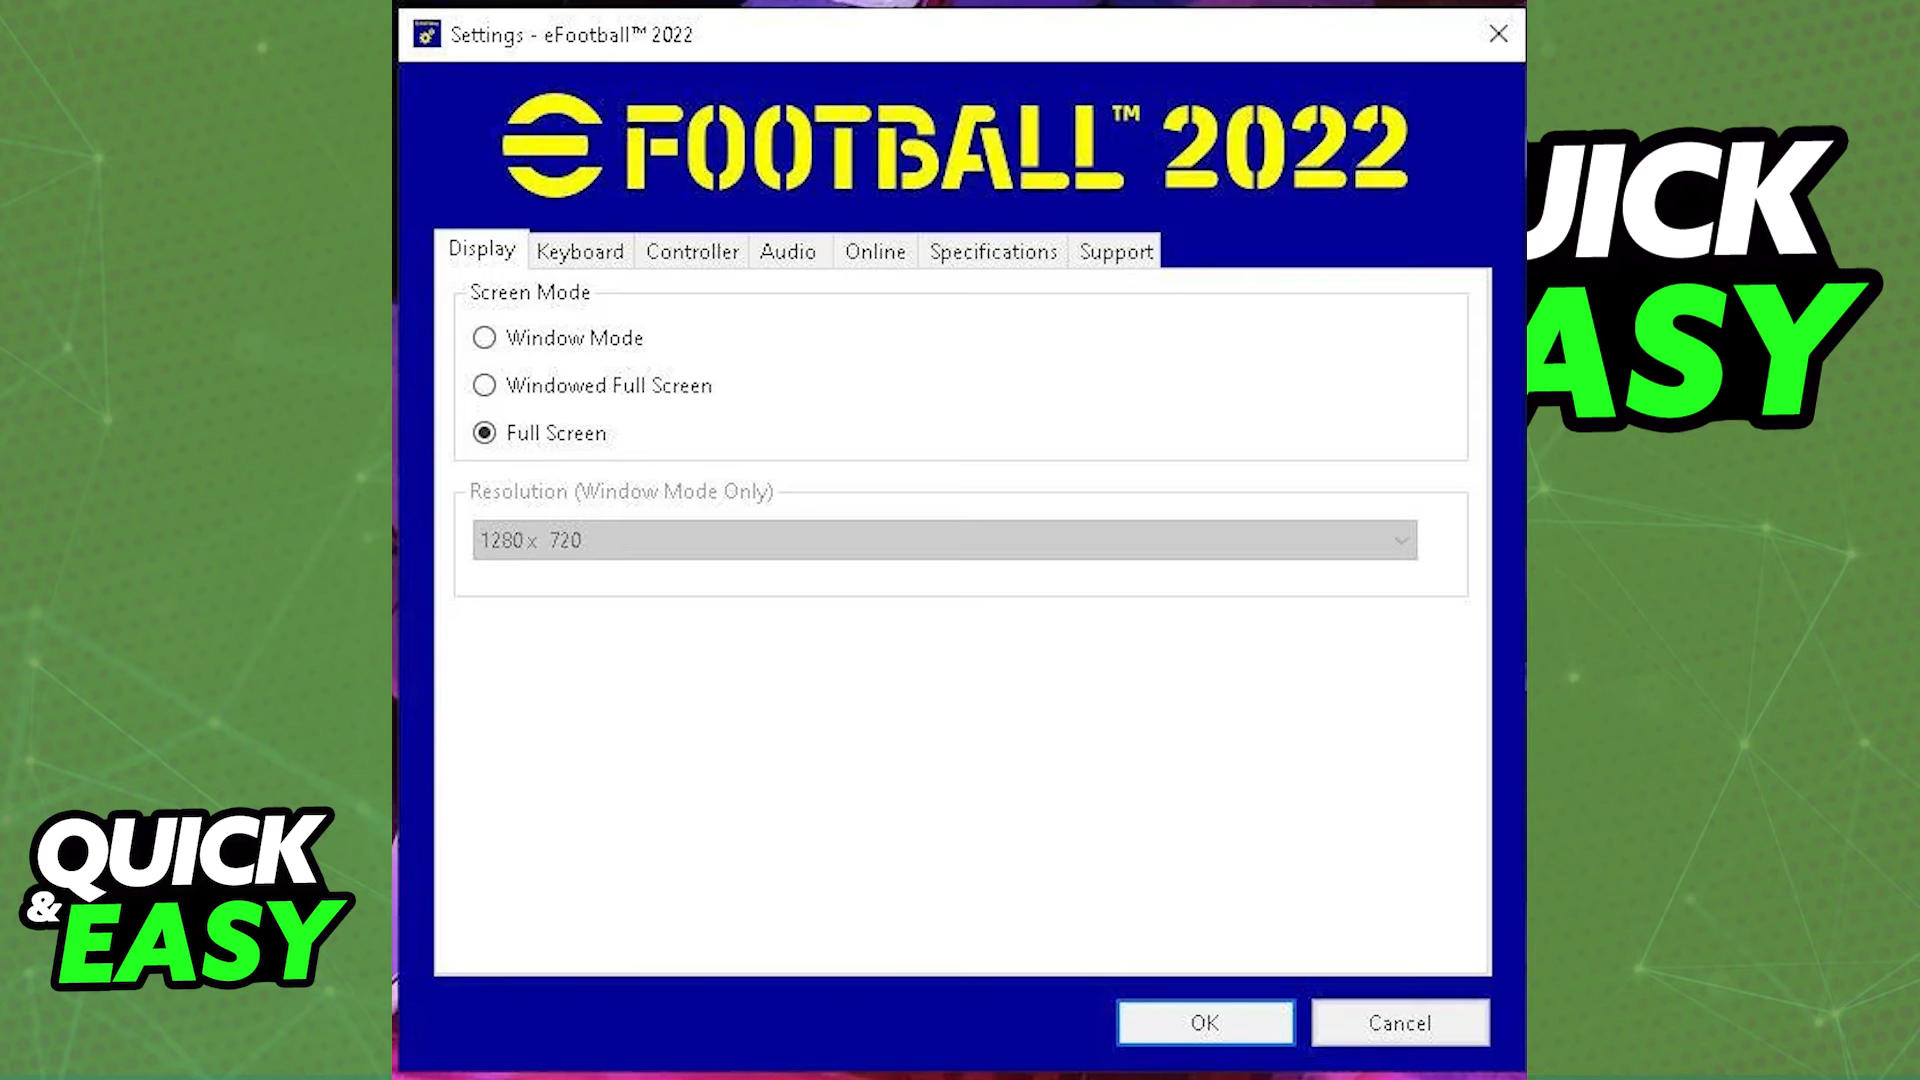 Settings - eFootball™ 2022
eFOOTBALL™ 2022
Display Keyboard Controller Audio Online Specifications Support
Screen Mode
Window Mode
Windowed Full Screen
Full Screen
Resolution (Window Mode Only)
1280 x 720
OK Cancel
UICK
ASY
QUICK
& EASY